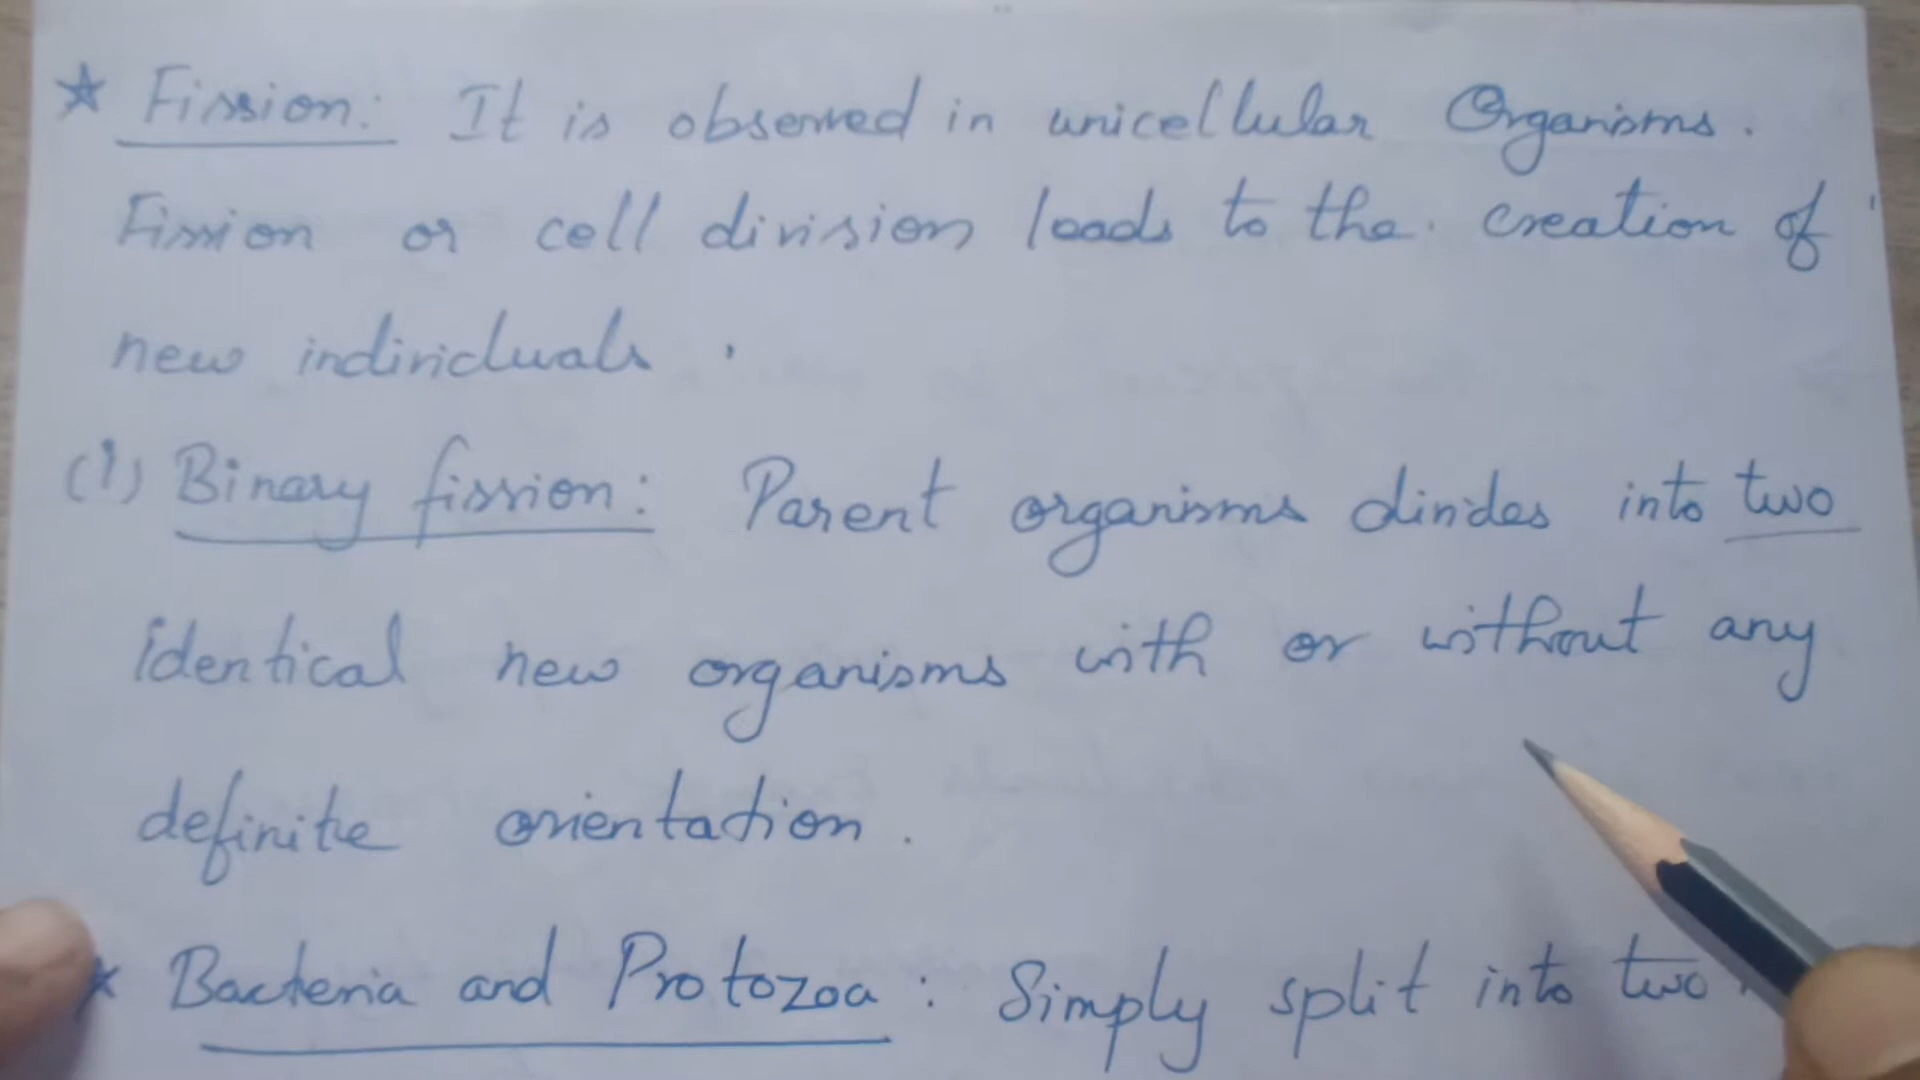 ★ Fission: It is observed in unicellular Organisms.
Fission or cell division leads to the creation of
new individuals.
(1) Binary fission: Parent organisms divides into two
identical new organisms with or without any
definite orientation.
★ Bacteria and Protozoa: Simply split into two